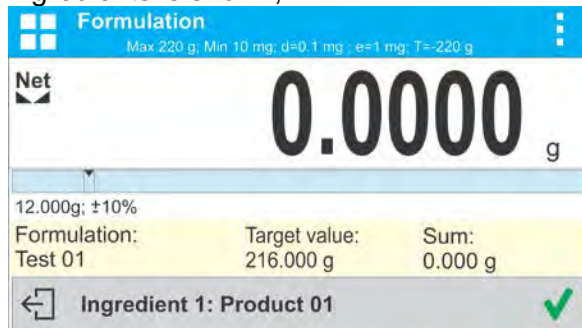 Formulation
Max 220 g; Min 10 mg; d=0.1 mg ; e=1 mg; T=-220 g
Net
0.0000 g
12.000g; ±10%
Formulation: Target value: Sum:
Test 01 216.000 g 0.000 g
Ingredient 1: Product 01